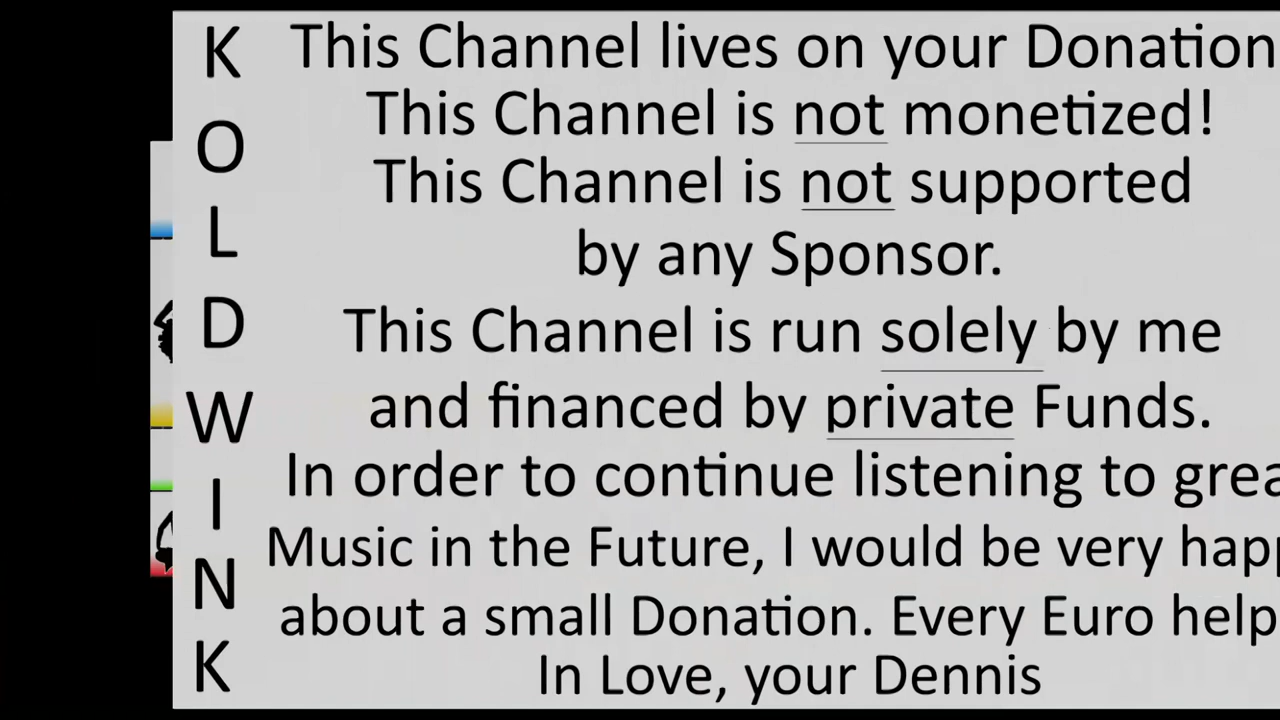 KOLDWINK
This Channel lives on your Donation
This Channel is not monetized!
This Channel is not supported
by any Sponsor.
This Channel is run solely by me
and financed by private Funds.
In order to continue listening to
Music in the Future, I would be very
about a small Donation. Every Euro help
In Love, your Dennis